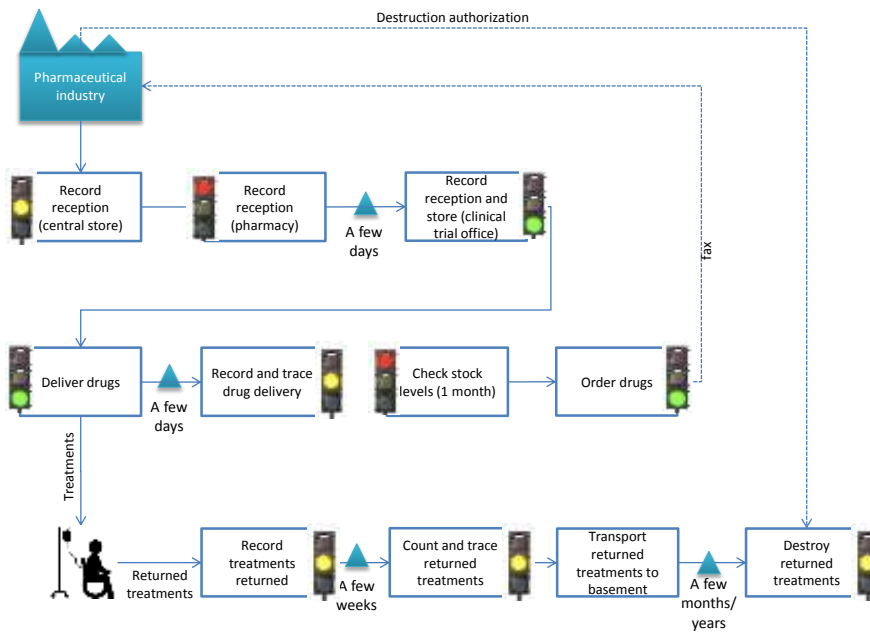 Destruction authorization
Pharmaceutical
industry
Record
reception
(central store)
Record
reception
(pharmacy)
A few
days
Record
reception and
store (clinical
trial office)
fax
Deliver drugs
A few
days
Record and trace
drug delivery
Check stock
levels (1 month)
Order drugs
Treatments
Returned
treatments
Record
treatments
returned
A few
weeks
Count and trace
returned
treatments
Transport
returned
treatments to
basement
A few
months/
years
Destroy
returned
treatments